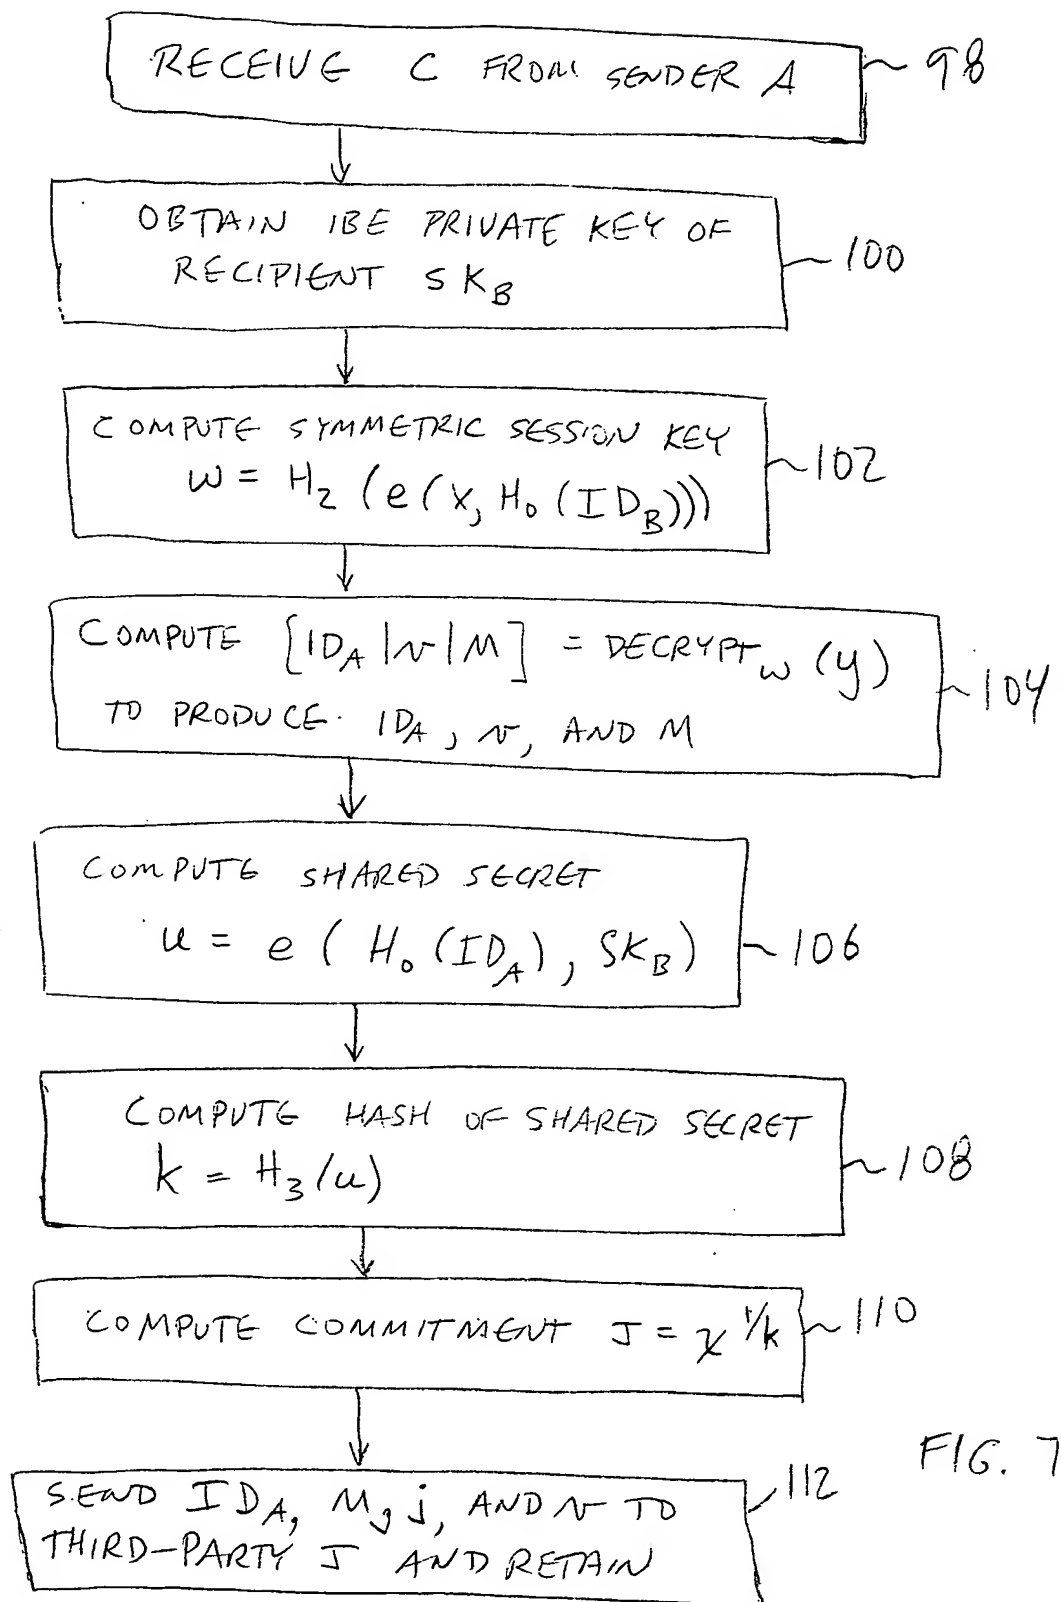 RECEIVE C FROM SENDER A
98
OBTAIN IBE PRIVATE KEY OF
RECIPIENT SK_B
100
COMPUTE SYMMETRIC SESSION KEY
w = H_2 (e(x, H_0 (ID_B)))
102
COMPUTE [ID_A | v | M] = DECRYPT_w (y)
TO PRODUCE ID_A, v, AND M
104
COMPUTE SHARED SECRET
u = e (H_0 (ID_A), SK_B)
106
COMPUTE HASH OF SHARED SECRET
k = H_3 (u)
108
COMPUTE COMMITMENT J = x^1/k
110
SEND ID_A, M, j, AND v TO
THIRD-PARTY J AND RETAIN
112
FIG. 7